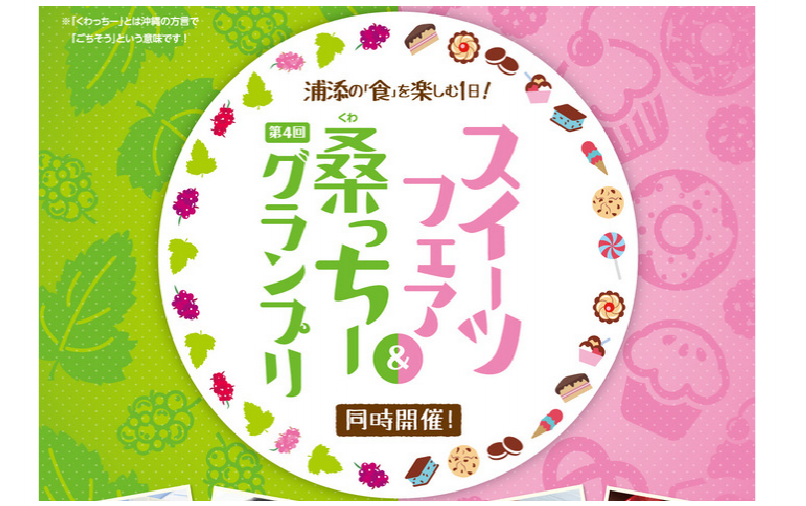 ※『くわっちー』とは沖縄の方言で
『ごちそう』という意味です！
浦添の「食」を楽しむ1日！
スイーツ
フェア
&
くわ
桑っちー
第4回
グランプリ
同時開催！